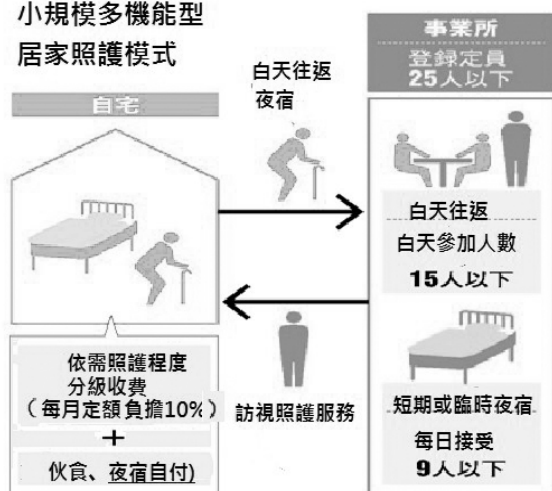 小規模多機能型
居家照護模式
自宅
白天往返
夜宿
事業所
登録定員
25人以下
白天往返
白天參加人數
15人以下
依需照護程度
分級收費
（每月定額負擔10%）
+
伙食、夜宿自付)
訪視照護服務
短期或臨時夜宿
每日接受
9人以下